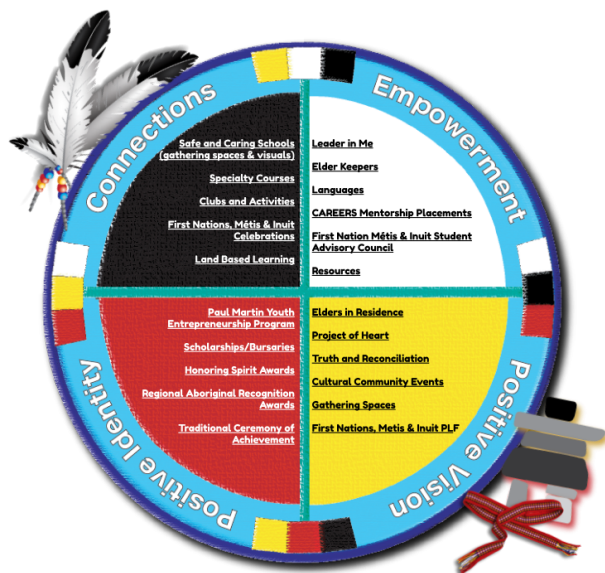 Connections
Safe and Caring Schools
(gathering spaces & visuals)
Specialty Courses
Clubs and Activities
First Nations, Métis & Inuit
Celebrations
Land Based Learning
Empowerment
Leader in Me
Elder Keepers
Languages
CAREERS Mentorship Placements
First Nation Métis & Inuit Student
Advisory Council
Resources
Positive Identity
Paul Martin Youth
Entrepreneurship Program
Scholarships/Bursaries
Honoring Spirit Awards
Regional Aboriginal Recognition
Awards
Traditional Ceremony of
Achievement
Positive Vision
Elders in Residence
Project of Heart
Truth and Reconciliation
Cultural Community Events
Gathering Spaces
First Nations, Metis & Inuit PLF